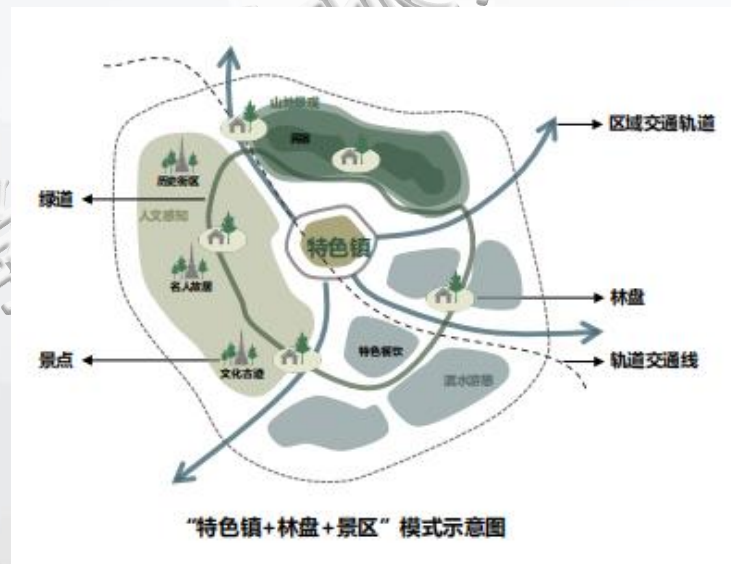 山地景观
区域交通轨道
历史街区
绿道
人文感知
特色镇
名人故居
林盘
特色餐饮
轨道交通线
景点
文化古迹
滨水游憩
“特色镇+林盘+景区”模式示意图